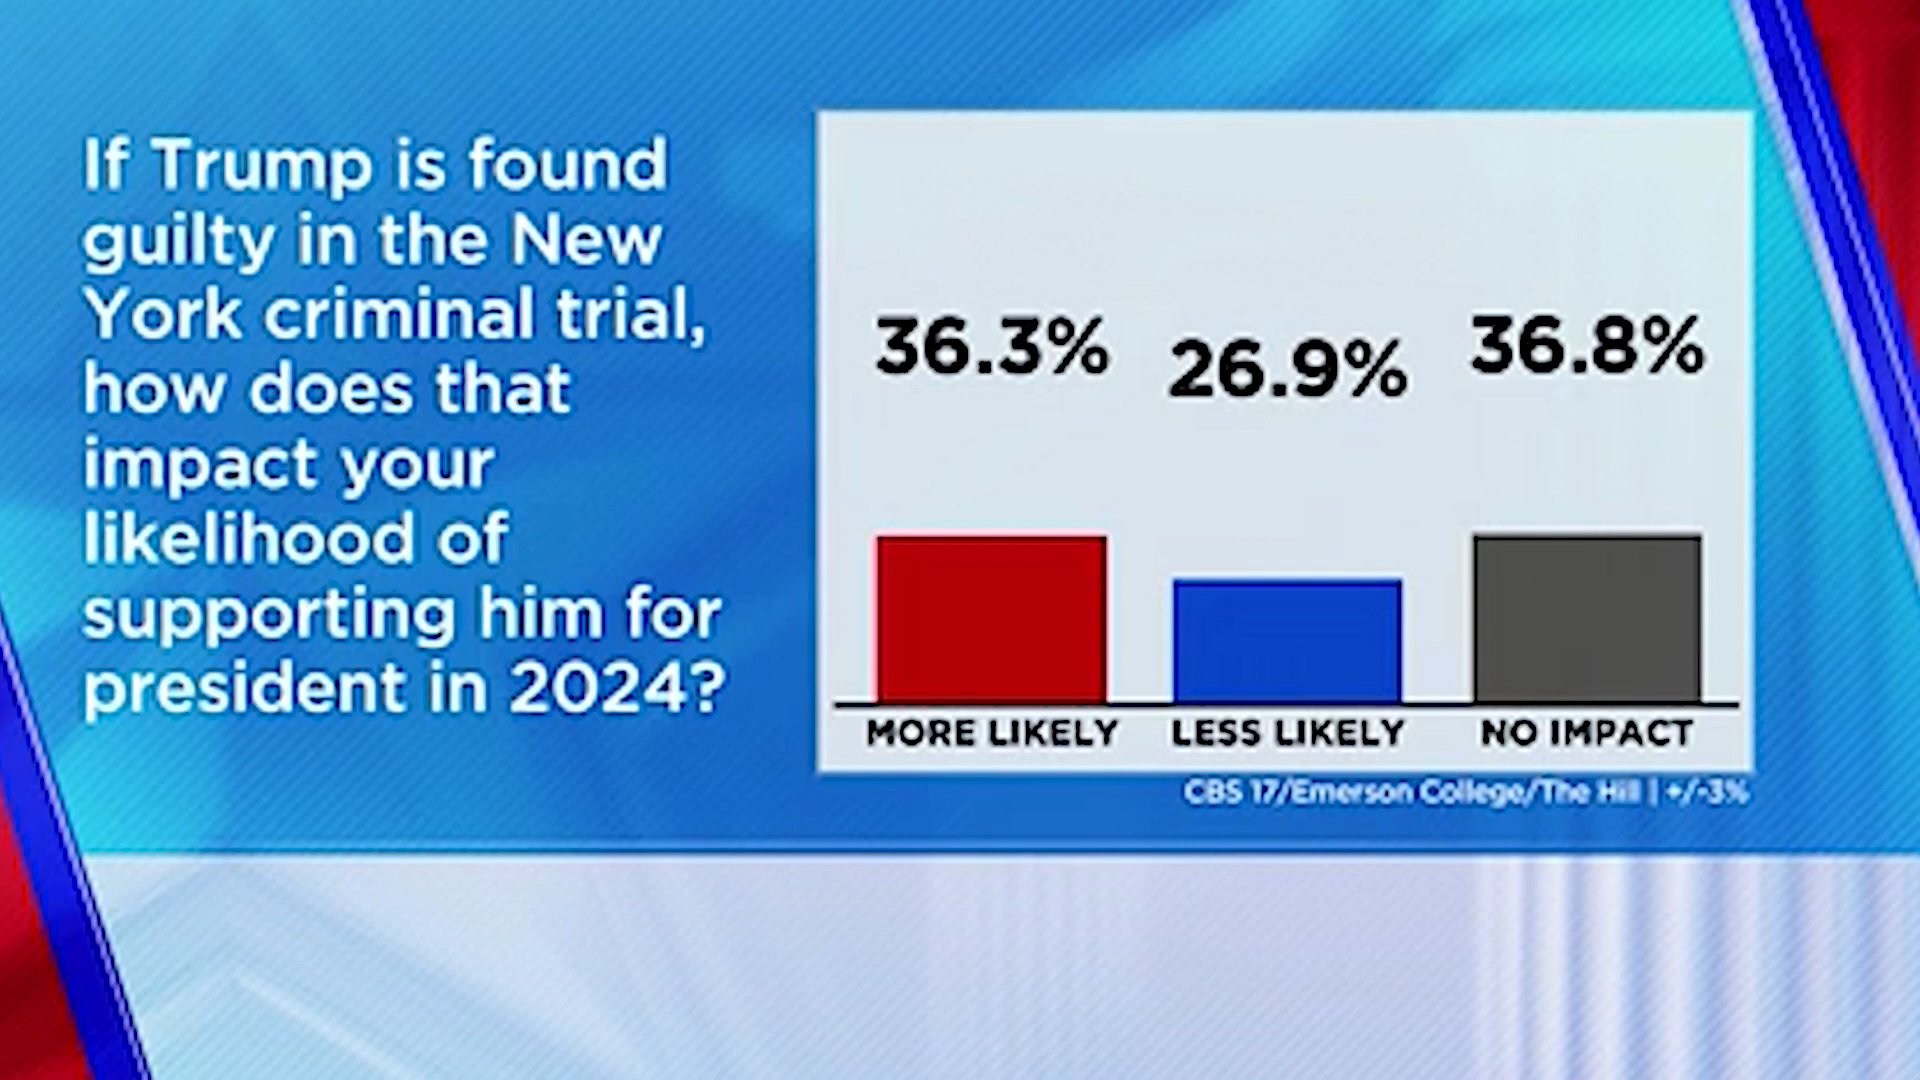 If Trump is found
guilty in the New
York criminal trial,
how does that
impact your
likelihood of
supporting him for
president in 2024?
36.3% 26.9% 36.8%
MORE LIKELY LESS LIKELY NO IMPACT
CBS 17/Emerson College/The Hill | +/-3%